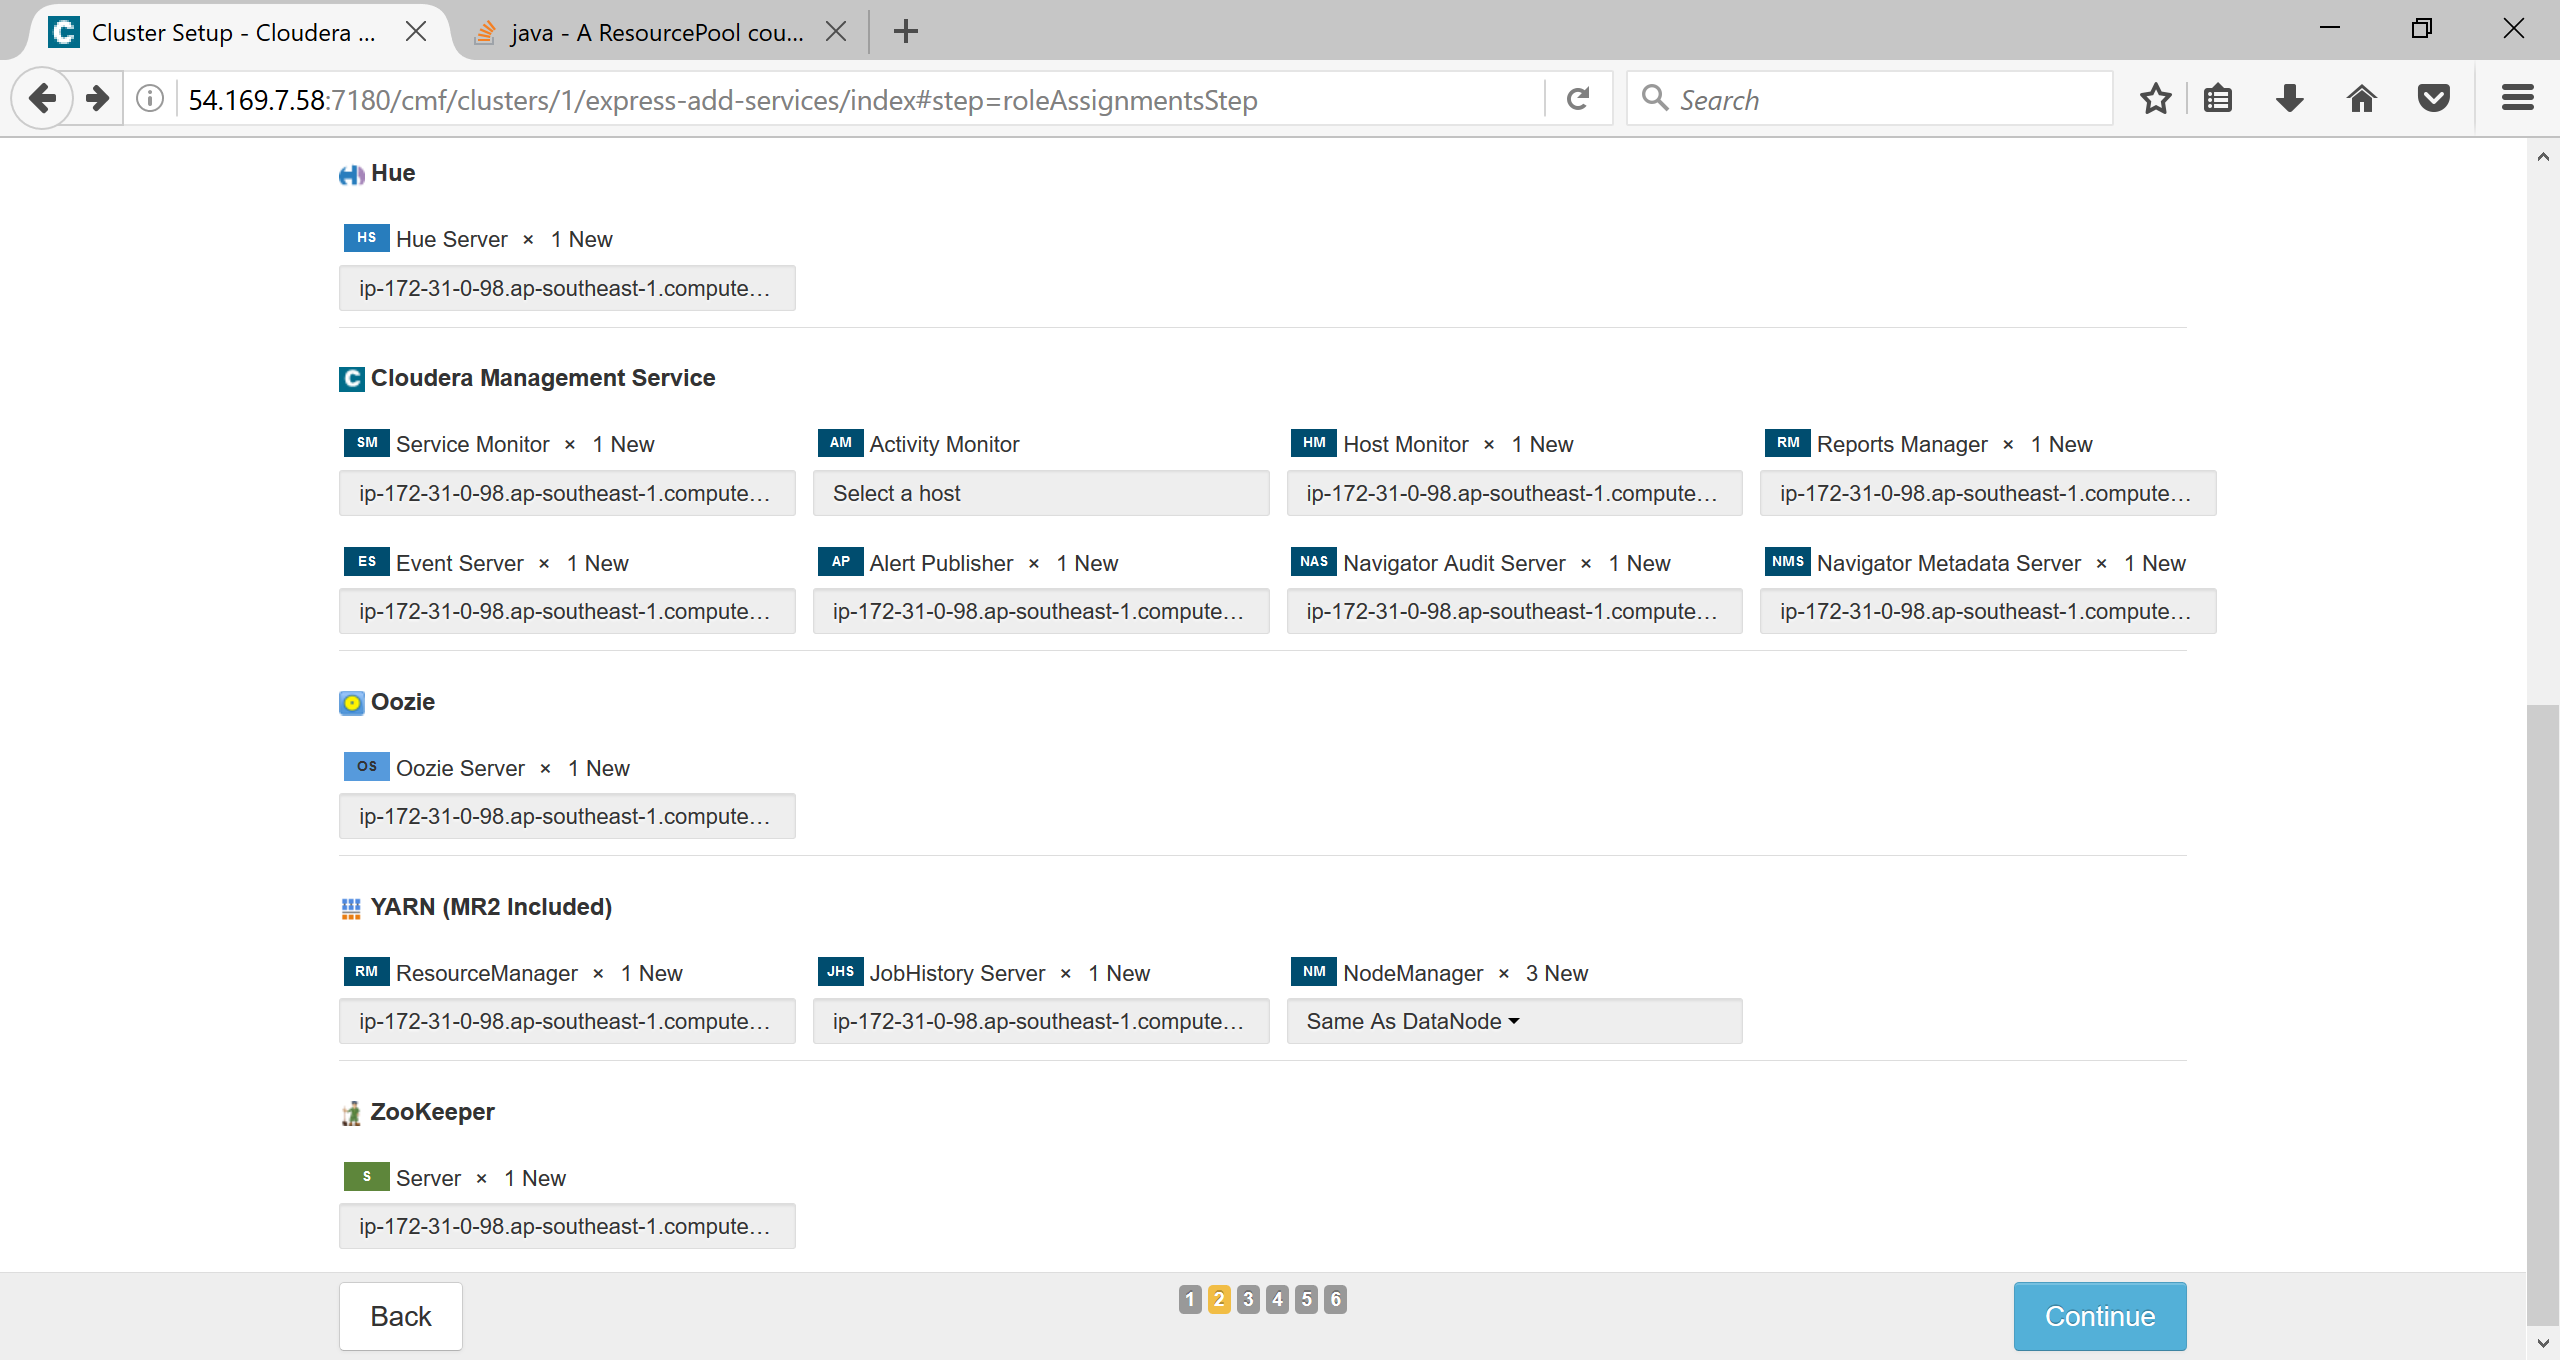 Cluster Setup - Cloudera ...
java - A ResourcePool cou...
54.169.7.58:7180/cmf/clusters/1/express-add-services/index#step=roleAssignmentsStep
Search
Hue
HS Hue Server × 1 New
ip-172-31-0-98.ap-southeast-1.compute...
C Cloudera Management Service
SM Service Monitor × 1 New AM Activity Monitor HM Host Monitor × 1 New RM Reports Manager × 1 New
ip-172-31-0-98.ap-southeast-1.compute... Select a host ip-172-31-0-98.ap-southeast-1.compute... ip-172-31-0-98.ap-southeast-1.compute...
ES Event Server × 1 New AP Alert Publisher × 1 New NAS Navigator Audit Server × 1 New NMS Navigator Metadata Server × 1 New
ip-172-31-0-98.ap-southeast-1.compute... ip-172-31-0-98.ap-southeast-1.compute... ip-172-31-0-98.ap-southeast-1.compute... ip-172-31-0-98.ap-southeast-1.compute...
Oozie
OS Oozie Server × 1 New
ip-172-31-0-98.ap-southeast-1.compute...
YARN (MR2 Included)
RM ResourceManager × 1 New JHS JobHistory Server × 1 New NM NodeManager × 3 New
ip-172-31-0-98.ap-southeast-1.compute... ip-172-31-0-98.ap-southeast-1.compute... Same As DataNode
ZooKeeper
S Server × 1 New
ip-172-31-0-98.ap-southeast-1.compute...
Back 1 2 3 4 5 6 Continue